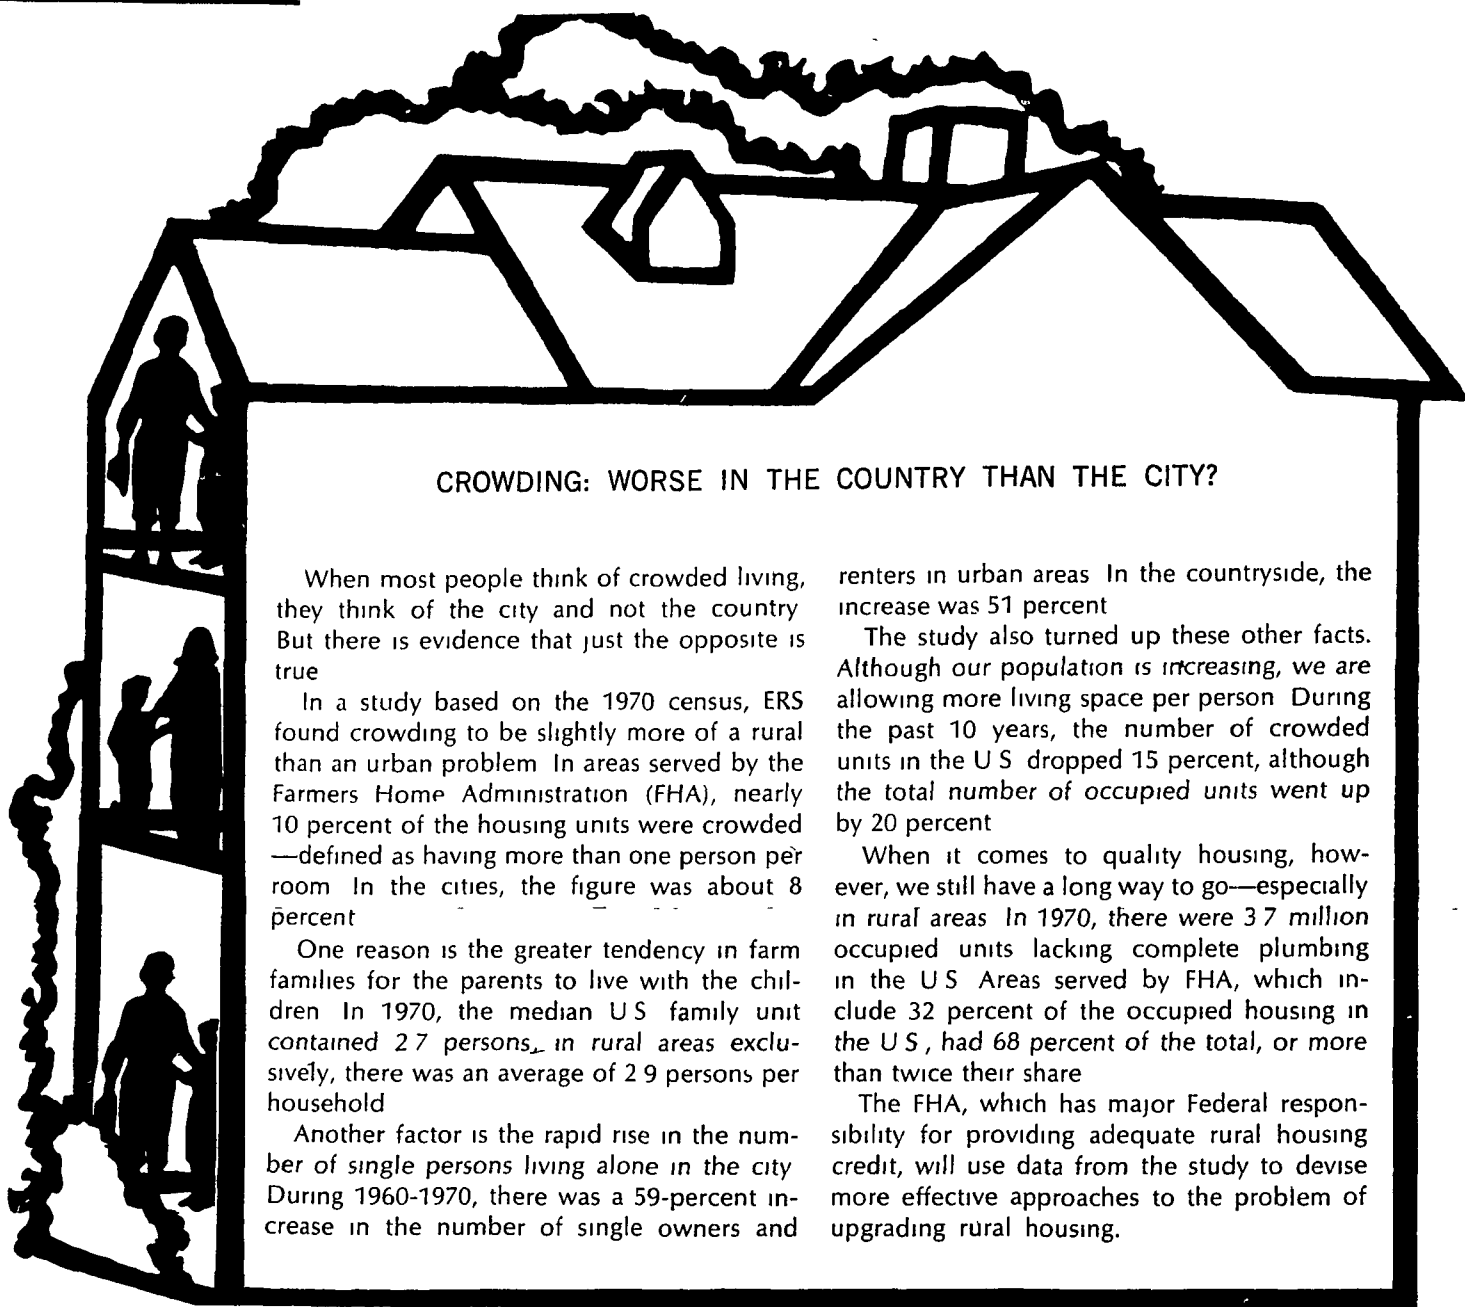 CROWDING: WORSE IN THE COUNTRY THAN THE CITY?
When most people think of crowded living,
they think of the city and not the country
But there is evidence that just the opposite is
true
In a study based on the 1970 census, ERS
found crowding to be slightly more of a rural
than an urban problem In areas served by the
Farmers Home Administration (FHA), nearly
10 percent of the housing units were crowded
—defined as having more than one person per
room In the cities, the figure was about 8
percent
One reason is the greater tendency in farm
families for the parents to live with the chil-
dren In 1970, the median U S family unit
contained 2 7 persons, in rural areas exclu-
sively, there was an average of 2 9 persons per
household
Another factor is the rapid rise in the num-
ber of single persons living alone in the city
During 1960-1970, there was a 59-percent in-
crease in the number of single owners and
renters in urban areas In the countryside, the
increase was 51 percent
The study also turned up these other facts.
Although our population is increasing, we are
allowing more living space per person During
the past 10 years, the number of crowded
units in the U S dropped 15 percent, although
the total number of occupied units went up
by 20 percent
When it comes to quality housing, how-
ever, we still have a long way to go—especially
in rural areas In 1970, there were 3 7 million
occupied units lacking complete plumbing
in the U S Areas served by FHA, which in-
clude 32 percent of the occupied housing in
the U S , had 68 percent of the total, or more
than twice their share
The FHA, which has major Federal respon-
sibility for providing adequate rural housing
credit, will use data from the study to devise
more effective approaches to the problem of
upgrading rural housing.